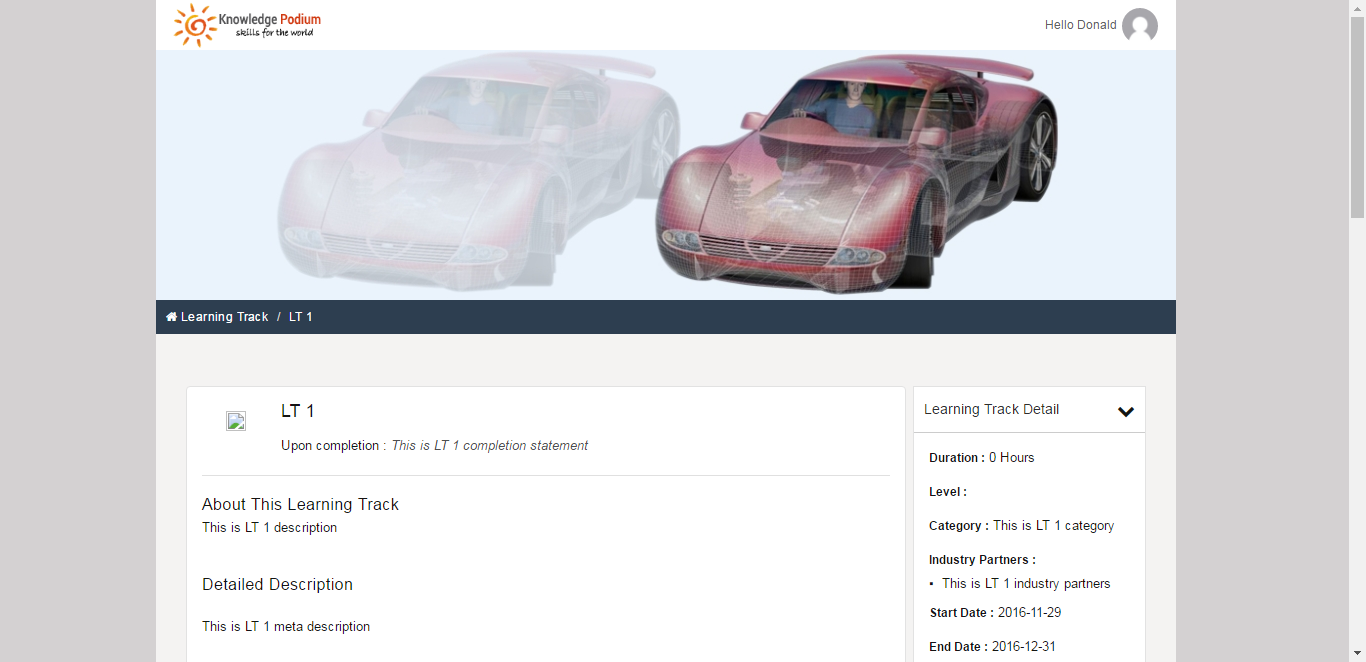 Knowledge Podium
skills for the world
Hello Donald
Learning Track / LT 1
LT 1
Upon completion : This is LT 1 completion statement
About This Learning Track
This is LT 1 description
Detailed Description
This is LT 1 meta description
Learning Track Detail
Duration : 0 Hours
Level :
Category : This is LT 1 category
Industry Partners :
▪ This is LT 1 industry partners
Start Date : 2016-11-29
End Date : 2016-12-31